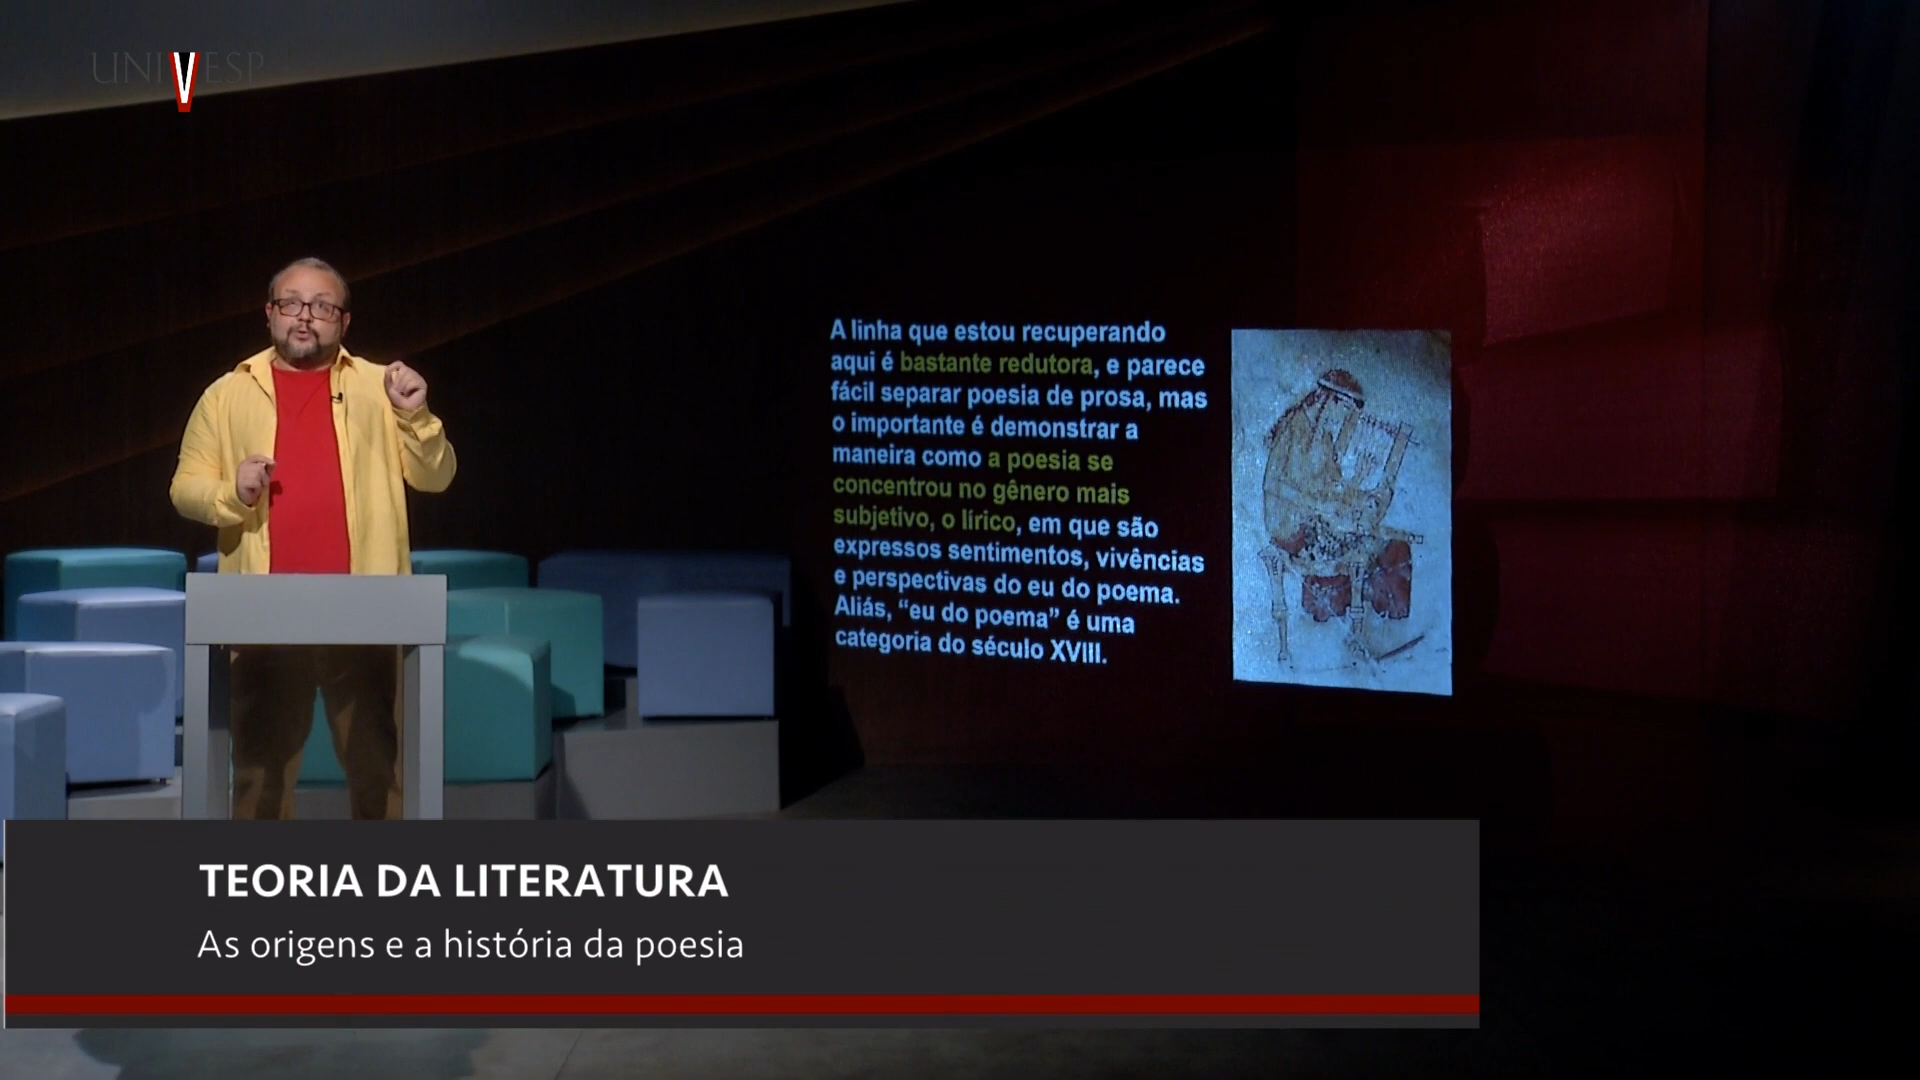 UNIVESP
A linha que estou recuperando
aqui é bastante redutora, e parece
fácil separar poesia de prosa, mas
o importante é demonstrar a
maneira como a poesia se
concentrou no gênero mais
subjetivo, o lírico, em que são
expressos sentimentos, vivências
e perspectivas do eu do poema.
Aliás, “eu do poema” é uma
categoria do século XVIII.
TEORIA DA LITERATURA
As origens e a história da poesia